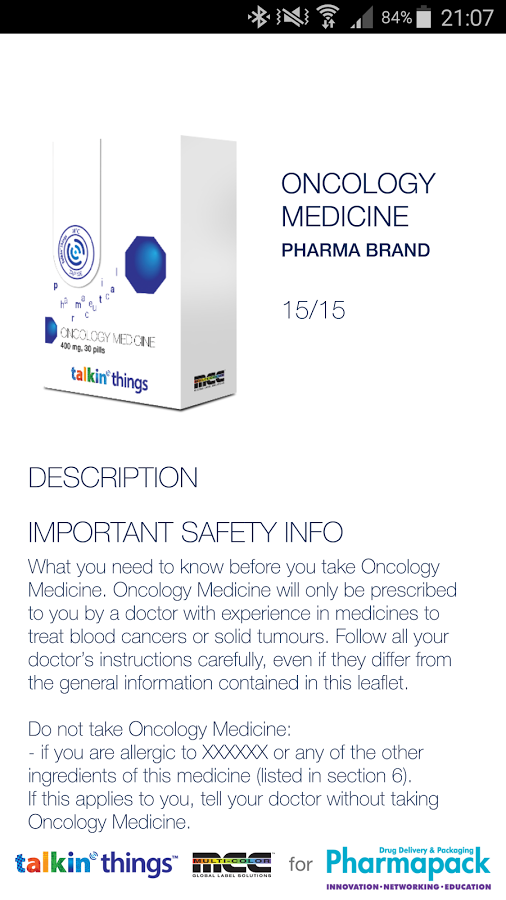 84% 21:07
ONCOLOGY
MEDICINE
PHARMA BRAND
15/15
pharmaceutical
ONCOLOGY MEDICINE
400 mg, 30 pills
talkin things
MCC
DESCRIPTION
IMPORTANT SAFETY INFO
What you need to know before you take Oncology
Medicine. Oncology Medicine will only be prescribed
to you by a doctor with experience in medicines to
treat blood cancers or solid tumours. Follow all your
doctor's instructions carefully, even if they differ from
the general information contained in this leaflet.
Do not take Oncology Medicine:
- if you are allergic to XXXXXX or any of the other
ingredients of this medicine (listed in section 6).
If this applies to you, tell your doctor without taking
Oncology Medicine.
talkin things™ MCC MULTI-COLOR GLOBAL LABEL SOLUTIONS for
Drug Delivery & Packaging
Pharmapack
INNOVATION•NETWORKING•EDUCATION